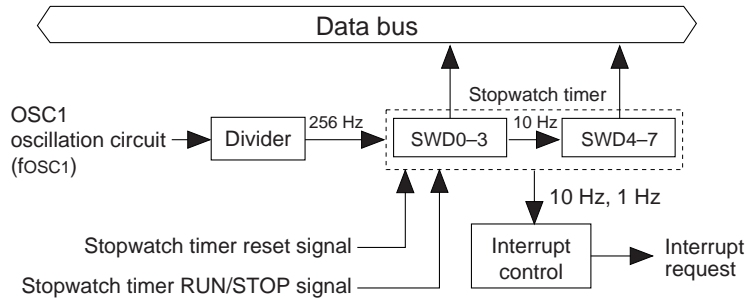 Data bus
Stopwatch timer
OSC1
oscillation circuit
(fOSC1)
Divider
256 Hz
SWD0–3
10 Hz
SWD4–7
10 Hz, 1 Hz
Stopwatch timer reset signal
Stopwatch timer RUN/STOP signal
Interrupt
control
Interrupt
request